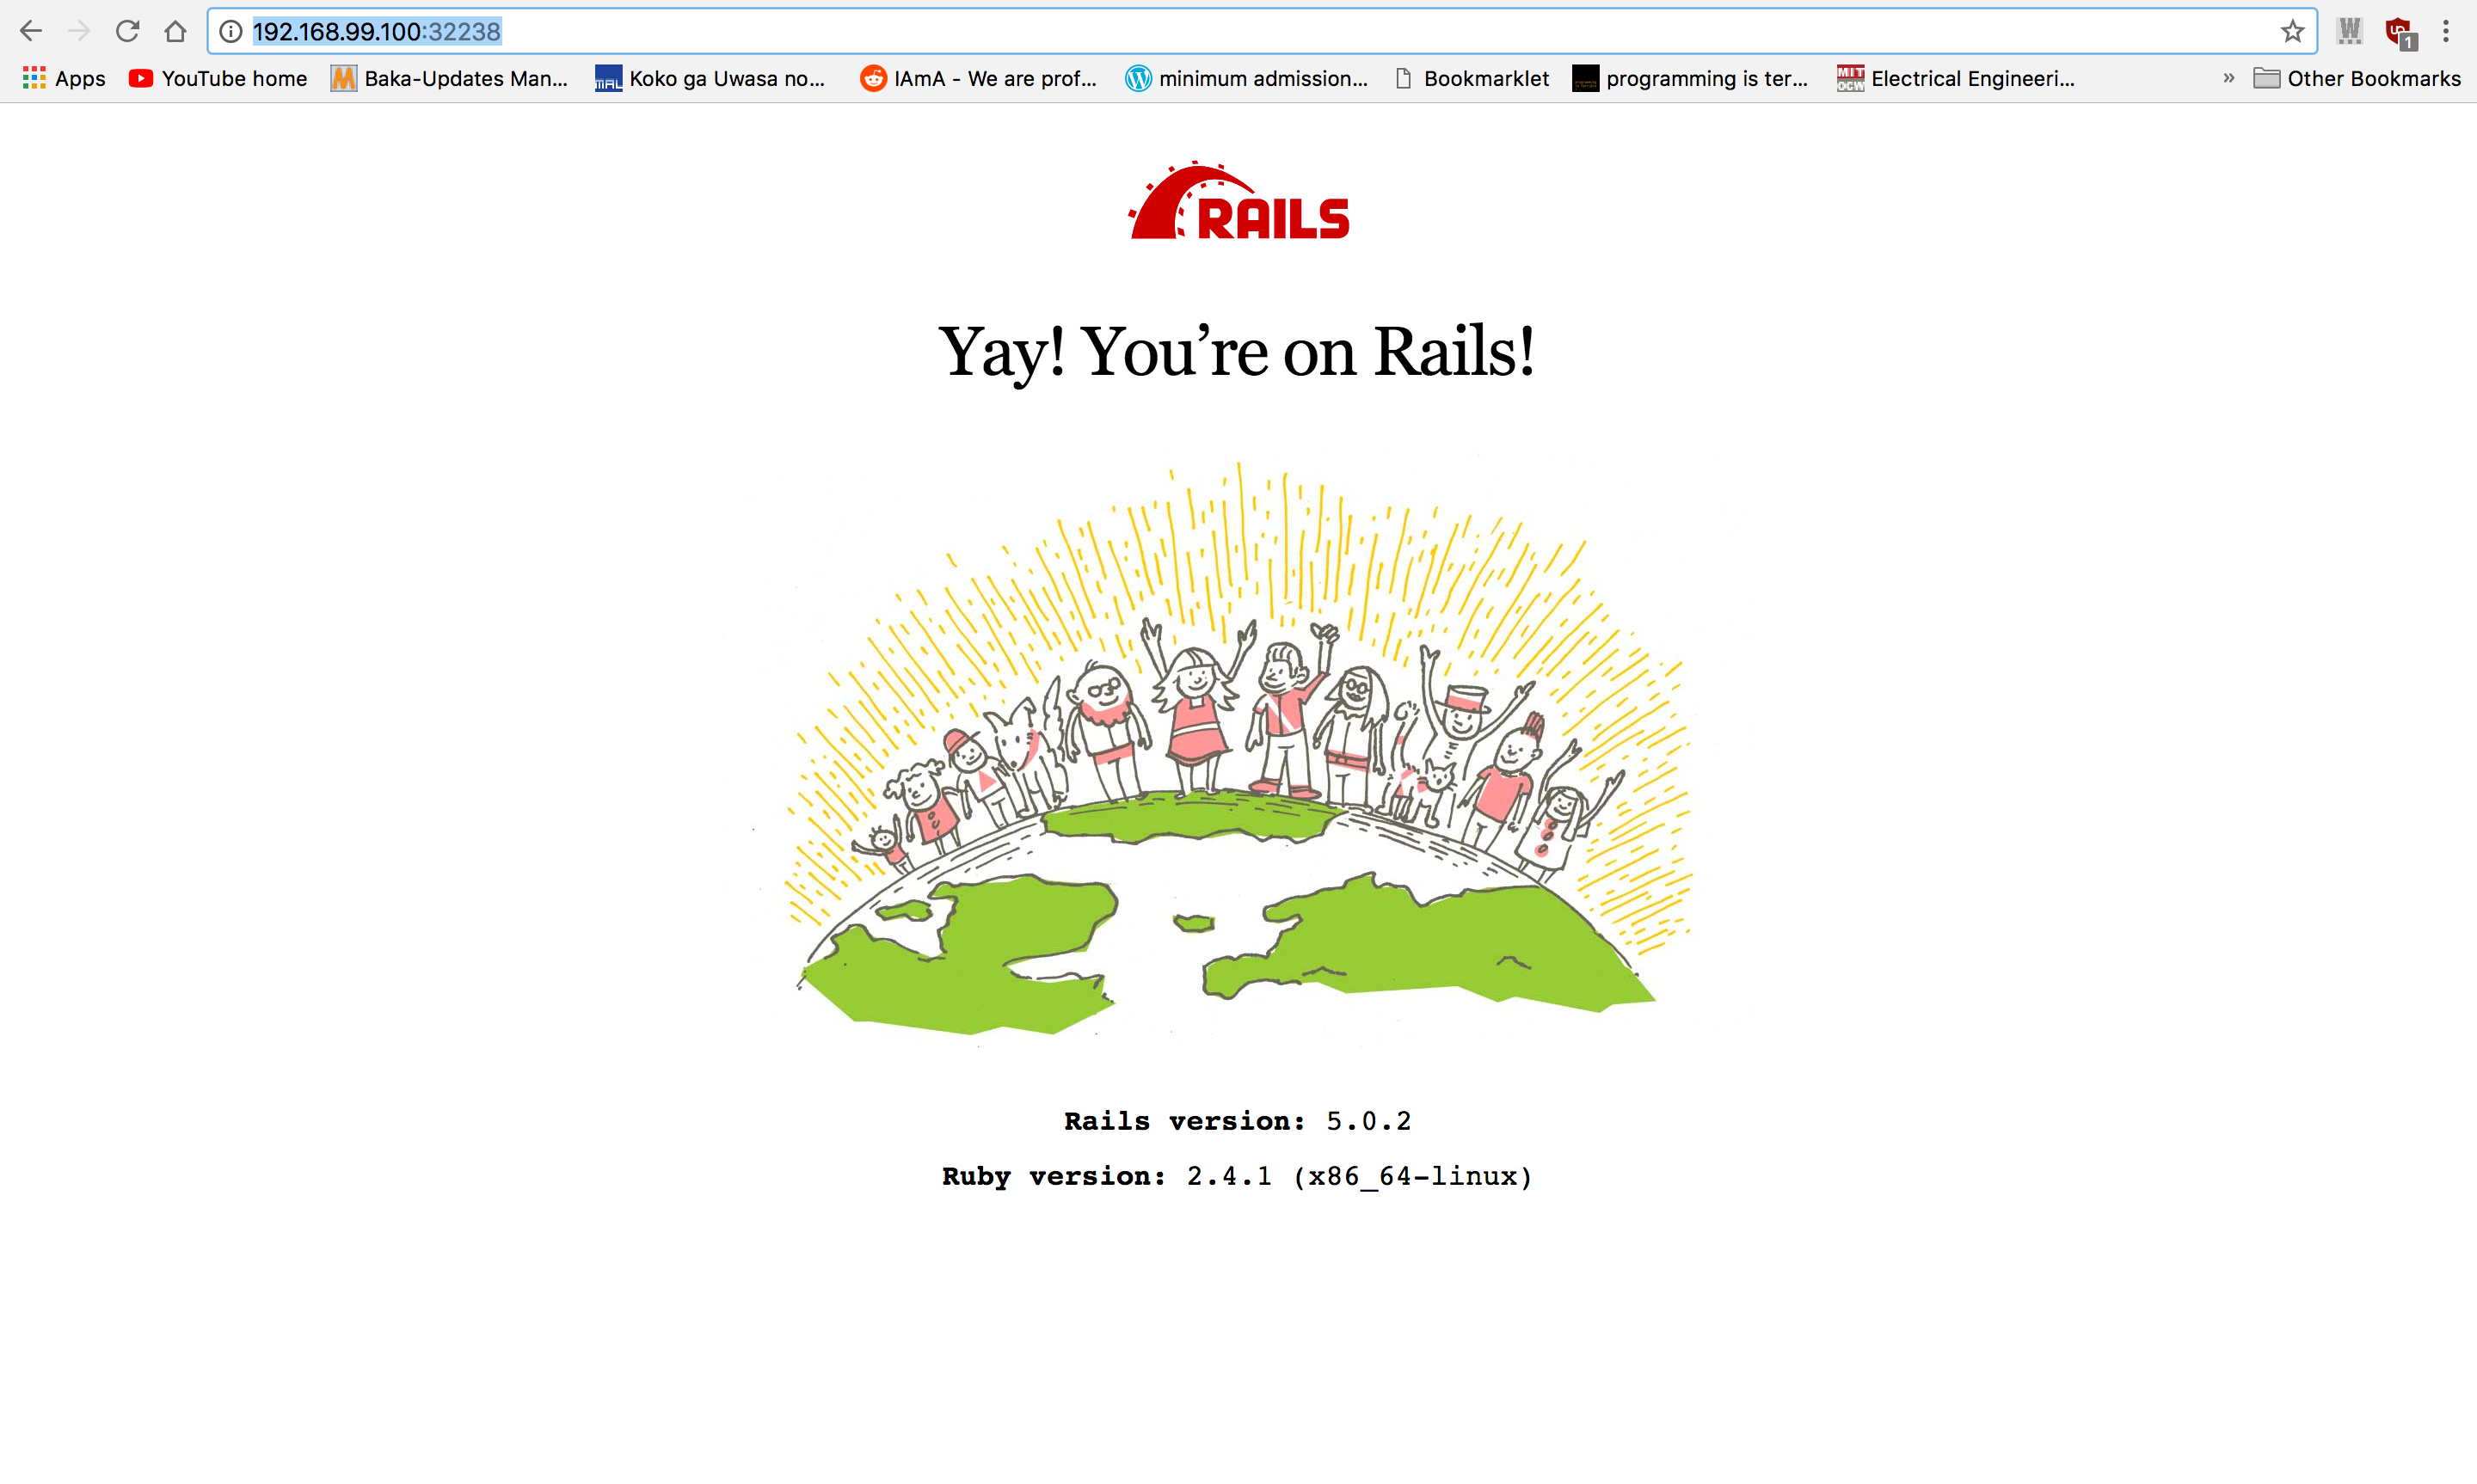 192.168.99.100:32238
Apps YouTube home Baka-Updates Man... Koko ga Uwasa no... IAmA - We are prof... minimum admission... Bookmarklet programming is ter... Electrical Engineeri... » Other Bookmarks
RAILS
Yay! You’re on Rails!
Rails version: 5.0.2
Ruby version: 2.4.1 (x86_64-linux)